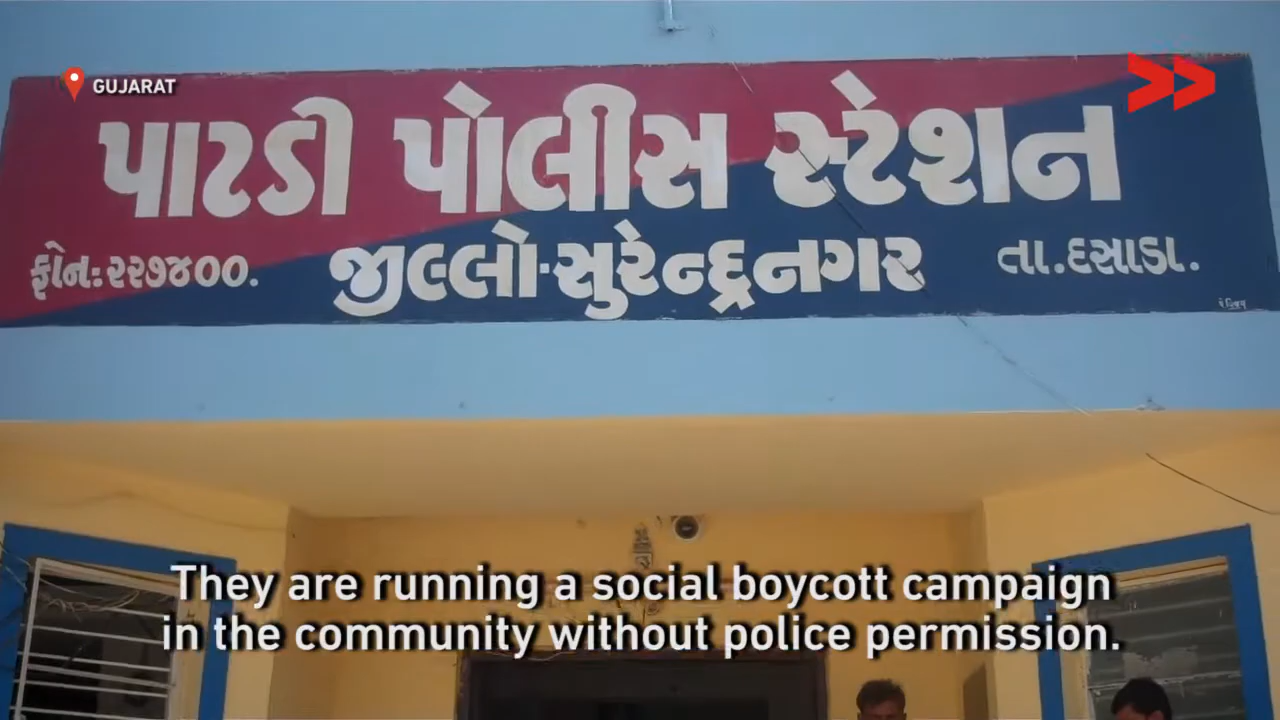 GUJARAT
પાટડી પોલીસ સ્ટેશન
ફોન: ૨૨૭૪૦૦. જીલ્લો·સુરેન્દ્રનગર તા. દસાડા.
They are running a social boycott campaign
in the community without police permission.